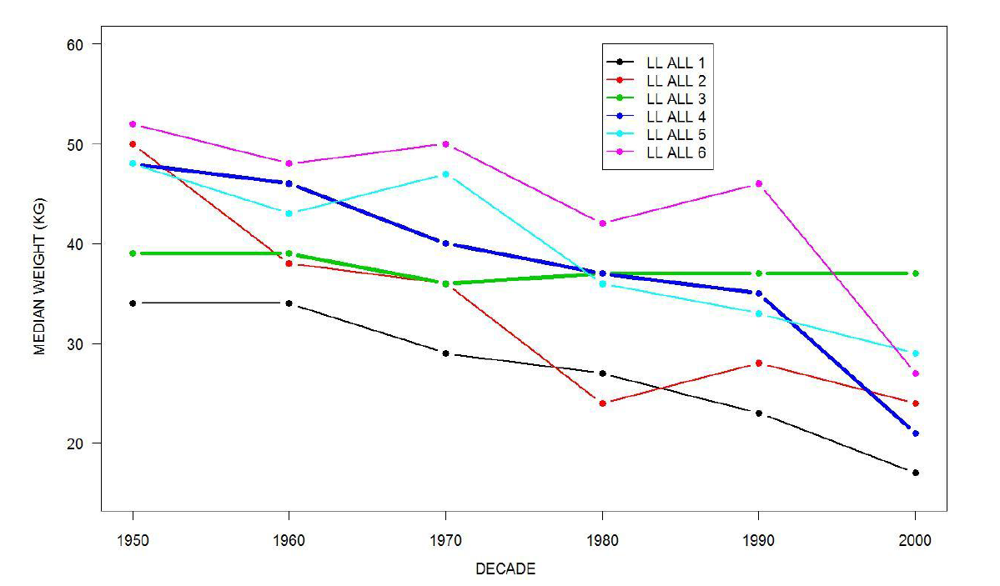 60
50
40
30
20
MEDIAN WEIGHT (KG)
LL ALL 1
LL ALL 2
LL ALL 3
LL ALL 4
LL ALL 5
LL ALL 6
1950 1960 1970 1980 1990 2000
DECADE